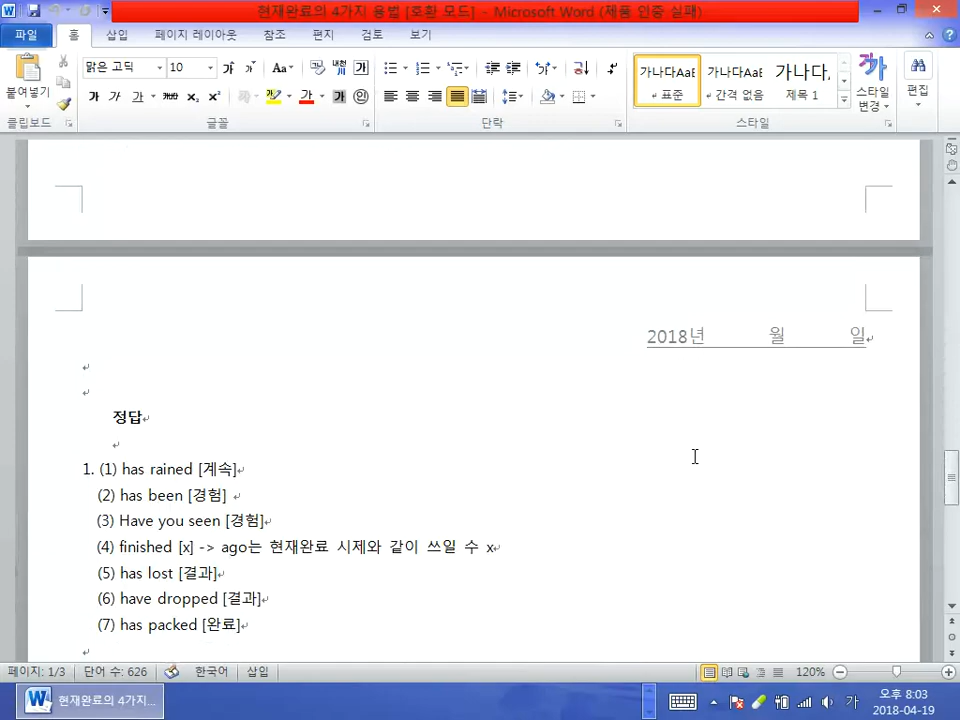 현재완료의 4가지 용법 [호환 모드] - Microsoft Word (제품 인증 실패)
파일 홈 삽입 페이지 레이아웃 참조 편지 검토 보기
붙여넣기
맑은 고딕 10
가나다AaE 가나다AaE 가나다,
표준 간격 없음 제목 1
스타일 변경
편집
클립보드 글꼴 단락 스타일
2018년 월 일
정답
1. (1) has rained [계속]
(2) has been [경험]
(3) Have you seen [경험]
(4) finished [x] -> ago는 현재완료 시제와 같이 쓰일 수 x
(5) has lost [결과]
(6) have dropped [결과]
(7) has packed [완료]
페이지: 1/3 단어 수: 626 한국어 삽입 120%
현재완료의 4가지...
가
오후 8:03
2018-04-19